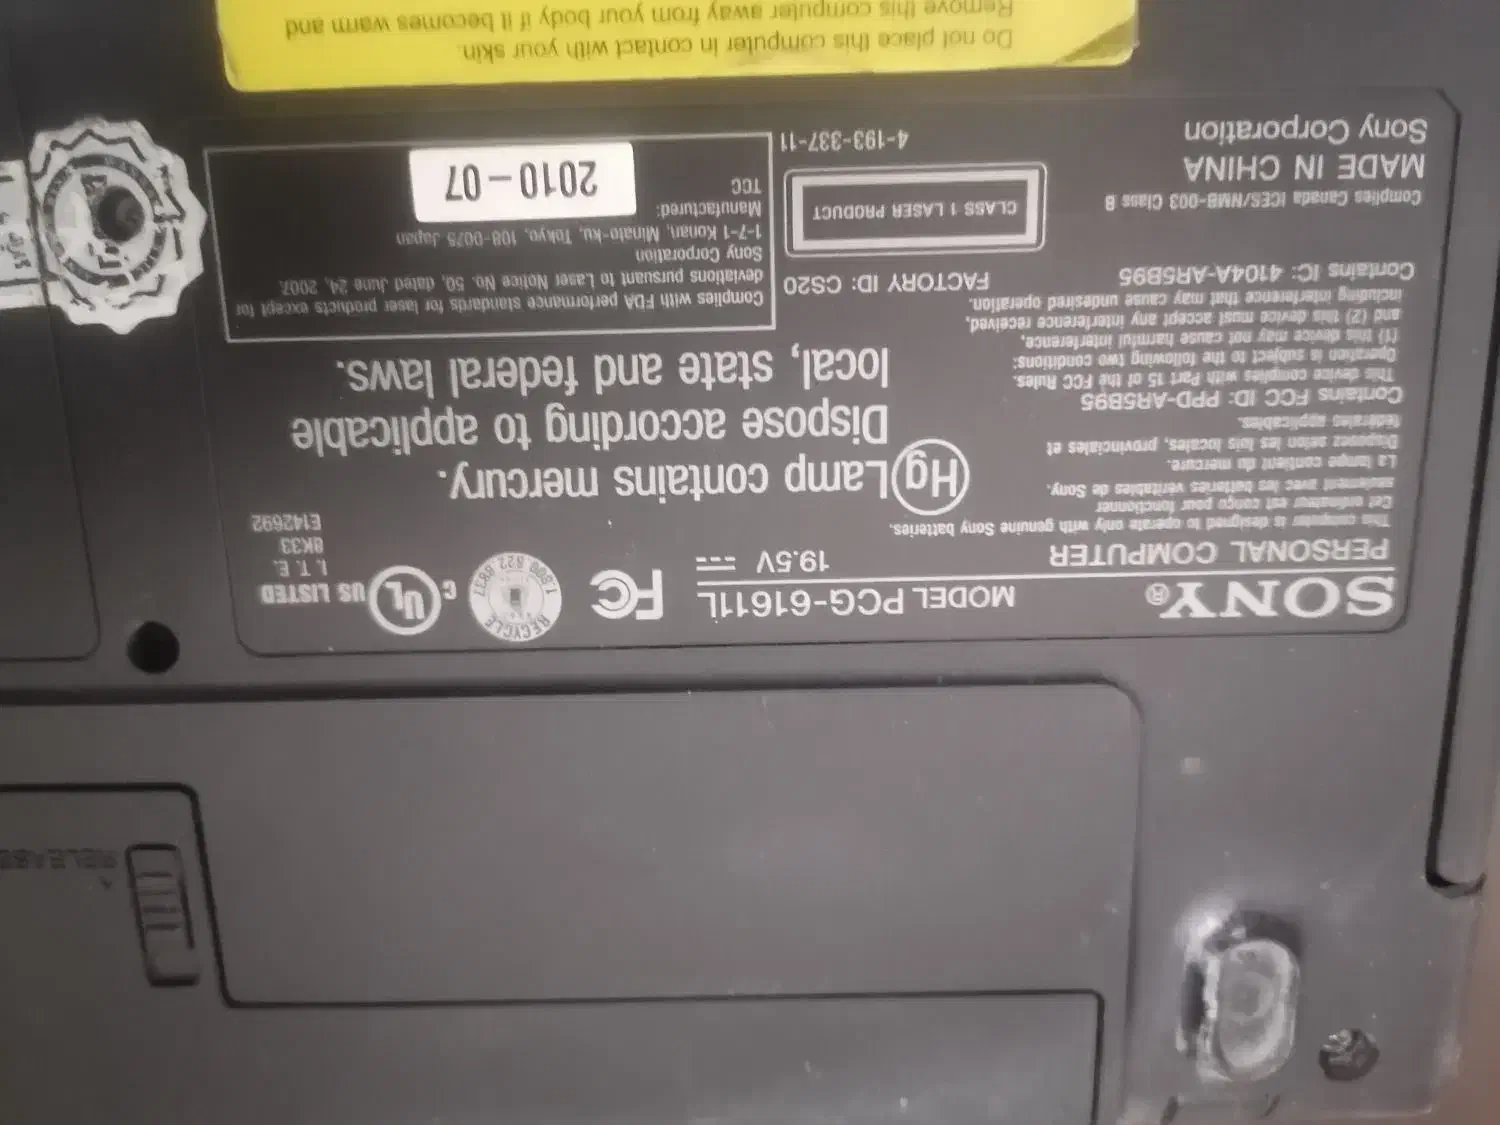 SONY®
MODEL PCG-61611L
PERSONAL COMPUTER
19.5V
This computer is designed to operate only with genuine Sony batteries.
Cet ordinateur est conçu pour fonctionner
seulement avec les batteries véritables de Sony.
La lampe contient du mercure.
Disposez selon les lois locales, provinciales et
fédérales applicables.
Contains FCC ID: PPD-AR5B95
This device complies with Part 15 of the FCC Rules.
Operation is subject to the following two conditions:
(1) this device may not cause harmful interference,
and (2) this device must accept any interference received,
including interference that may cause undesired operation.
Contains IC: 4104A-AR5B95
Complies Canada ICES/NMB-003 Class B
MADE IN CHINA
Sony Corporation
FC
RECYCLE
1.800.822.8837
C UL US LISTED
I. T. E.
8K33
E142692
Hg Lamp contains mercury.
Dispose according to applicable
local, state and federal laws.
FACTORY ID: CS20
CLASS 1 LASER PRODUCT
4-193-337-11
Complies with FDA performance standards for laser products except for
deviations pursuant to Laser Notice No. 50, dated June 24, 2007.
Sony Corporation
1-7-1 Konan, Minato-ku, Tokyo, 108-0075 Japan
Manufactured:
TCC
2010-07
Do not place this computer in contact with your skin.
Remove this computer away from your body if it becomes warm and
RELEASE